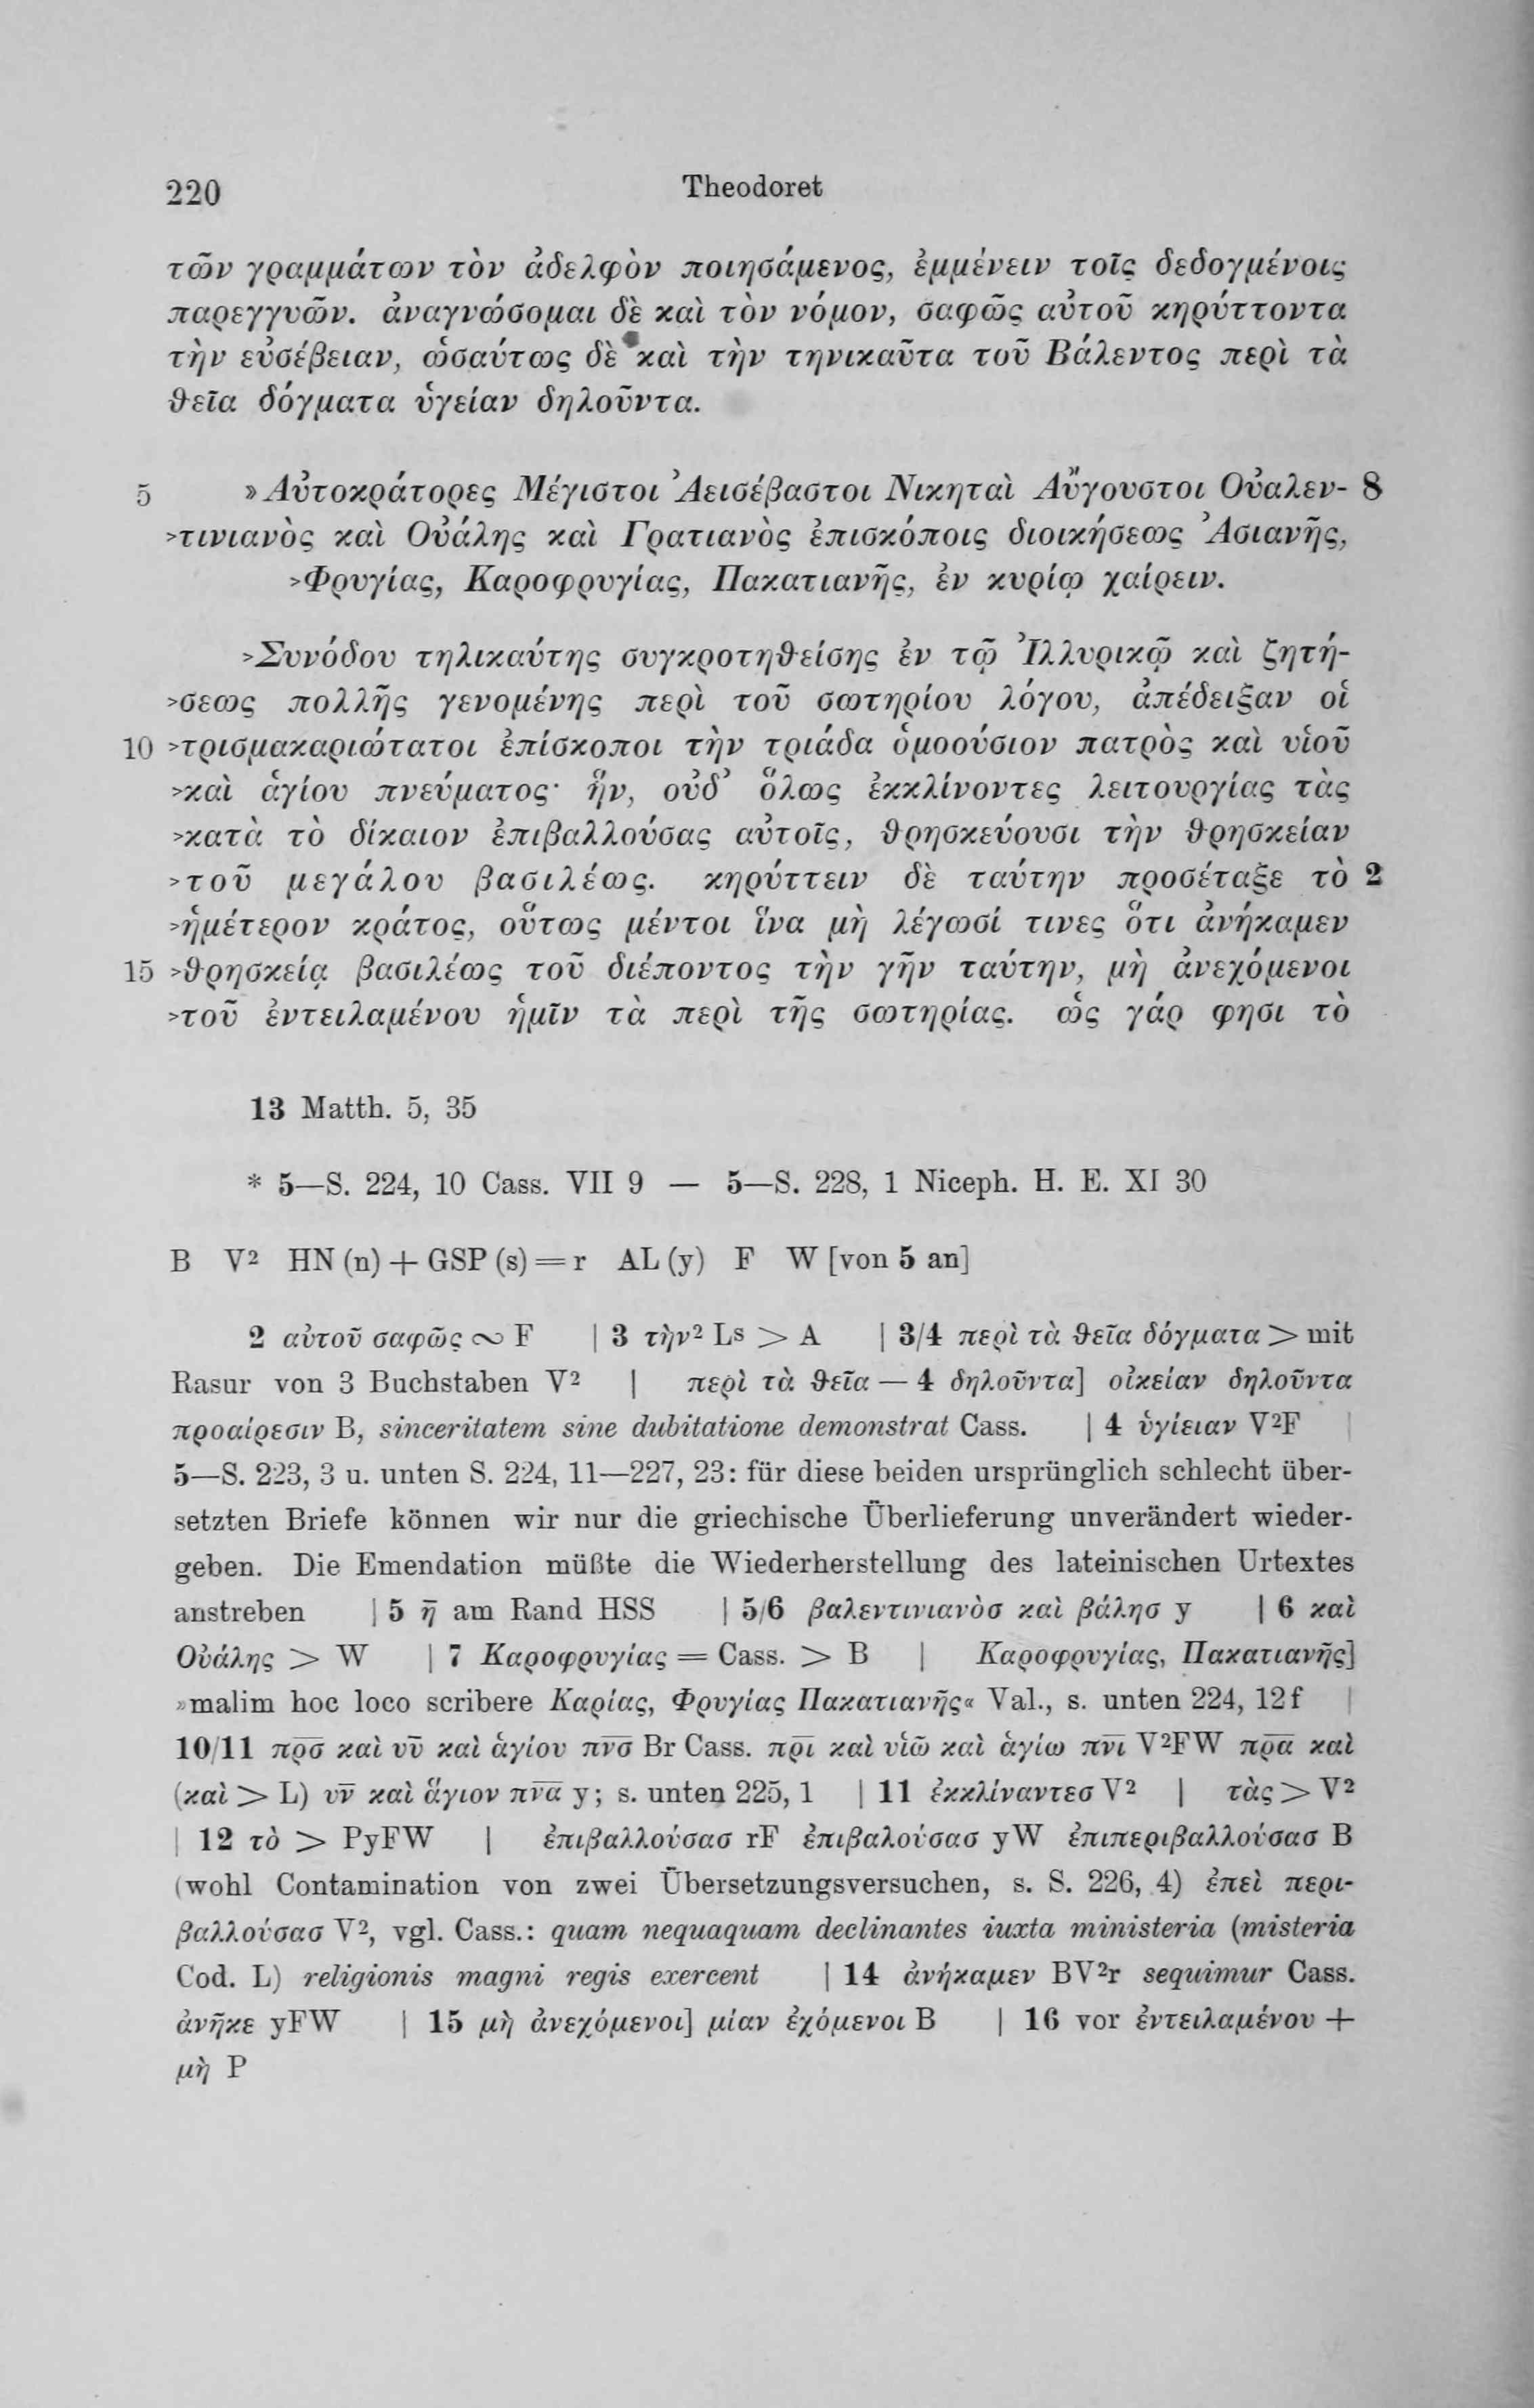 220 Theodoret
τῶν γραμμάτων τὸν ἀδελφὸν ποιησάμενος, ἐμμένειν τοῖς δεδογμένοις
παρεγγυῶν. ἀναγνώσομαι δὲ καὶ τὸν νόμον, σαφῶς αὐτοῦ κηρύττοντα
τὴν εὐσέβειαν, ὡσαύτως δὲ καὶ τὴν τηνικαῦτα τοῦ Βάλεντος περὶ τὰ
θεῖα δόγματα ὑγείαν δηλοῦντα.
5 »Αὐτοκράτορες Μέγιστοι Ἀεισέβαστοι Νικηταὶ Αὔγουστοι Οὐαλεν- 8
>τινιανὸς καὶ Οὐάλης καὶ Γρατιανὸς ἐπισκόποις διοικήσεως Ἀσιανῆς,
>Φρυγίας, Καροφρυγίας, Πακατιανῆς, ἐν κυρίῳ χαίρειν.
>Συνόδου τηλικαύτης συγκροτηθείσης ἐν τῷ Ἰλλυρικῷ καὶ ζητή-
>σεως πολλῆς γενομένης περὶ τοῦ σωτηρίου λόγου, ἀπέδειξαν οἱ
10 >τρισμακαριώτατοι ἐπίσκοποι τὴν τριάδα ὁμοούσιον πατρὸς καὶ υἱοῦ
>καὶ ἁγίου πνεύματος· ἥν, οὐδ’ ὅλως ἐκκλίνοντες λειτουργίας τὰς
>κατὰ τὸ δίκαιον ἐπιβαλλούσας αὐτοῖς, θρησκεύουσι τὴν θρησκείαν
>τοῦ μεγάλου βασιλέως. κηρύττειν δὲ ταύτην προσέταξε τὸ 2
>ἡμέτερον κράτος, οὕτως μέντοι ἵνα μὴ λέγωσί τινες ὅτι ἀνήκαμεν
15 >θρησκείᾳ βασιλέως τοῦ διέποντος τὴν γῆν ταύτην, μὴ ἀνεχόμενοι
>τοῦ ἐντειλαμένου ἡμῖν τὰ περὶ τῆς σωτηρίας. ὡς γάρ φησι τὸ
13 Matth. 5, 35
* 5—S. 224, 10 Cass. VII 9 — 5—S. 228, 1 Niceph. H. E. XI 30
B V² HN (n) + GSP (s) = r AL (y) F W [von 5 an]
2 αὐτοῦ σαφῶς ∾ F | 3 τὴν² Lˢ > A | 3/4 περὶ τὰ θεῖα δόγματα > mit
Rasur von 3 Buchstaben V² | περὶ τὰ θεῖα — 4 δηλοῦντα] οἰκείαν δηλοῦντα
προαίρεσιν B, sinceritatem sine dubitatione demonstrat Cass. | 4 ὑγίειαν V²F |
5—S. 223, 3 u. unten S. 224, 11—227, 23: für diese beiden ursprünglich schlecht über-
setzten Briefe können wir nur die griechische Überlieferung unverändert wieder-
geben. Die Emendation müßte die Wiederherstellung des lateinischen Urtextes
anstreben | 5 η̄ am Rand HSS | 5/6 βαλεντινιανὸσ καὶ βάλησ y | 6 καὶ
Οὐάλης > W | 7 Καροφρυγίας = Cass. > B | Καροφρυγίας, Πακατιανῆς]
»malim hoc loco scribere Καρίας, Φρυγίας Πακατιανῆς« Val., s. unten 224, 12 f |
10/11 π̅ρ̅σ̅ καὶ υ̅υ̅ καὶ ἁγίου π̅ν̅σ̅ Br Cass. π̅ρ̅ι̅ καὶ υἱῶ καὶ ἁγίω π̅ν̅ι̅ V²FW π̅ρ̅α̅ καὶ
(καὶ > L) υ̅ν̅ καὶ ἅγιον π̅ν̅α̅ y; s. unten 225, 1 | 11 ἐκκλίναντεσ V² | τὰς > V²
| 12 τὸ > PyFW | ἐπιβαλλούσασ rF ἐπιβαλούσασ yW ἐπιπεριβαλλούσασ B
(wohl Contamination von zwei Übersetzungsversuchen, s. S. 226, 4) ἐπεὶ περι-
βαλλούσασ V², vgl. Cass.: quam nequaquam declinantes iuxta ministeria (misteria
Cod. L) religionis magni regis exercent | 14 ἀνήκαμεν BV²r sequimur Cass.
ἀνῆκε yFW | 15 μὴ ἀνεχόμενοι] μίαν ἐχόμενοι B | 16 vor ἐντειλαμένου +
μὴ P